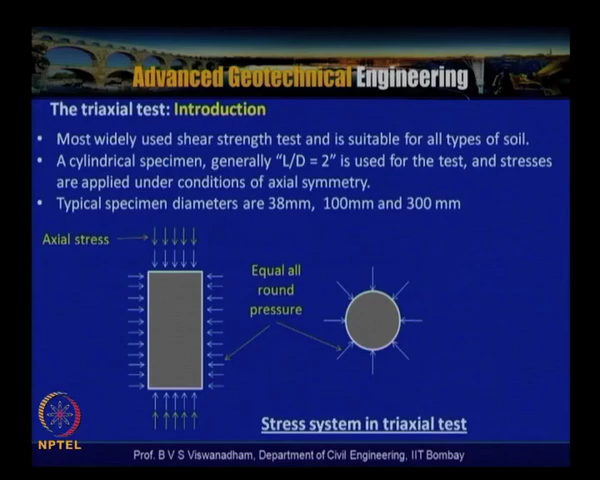 Advanced Geotechnical Engineering
The triaxial test: Introduction
• Most widely used shear strength test and is suitable for all types of soil.
• A cylindrical specimen, generally “L/D = 2” is used for the test, and stresses
are applied under conditions of axial symmetry.
• Typical specimen diameters are 38mm, 100mm and 300 mm
Axial stress
Equal all
round
pressure
Stress system in triaxial test
NPTEL
Prof. B V S Viswanadham, Department of Civil Engineering, IIT Bombay